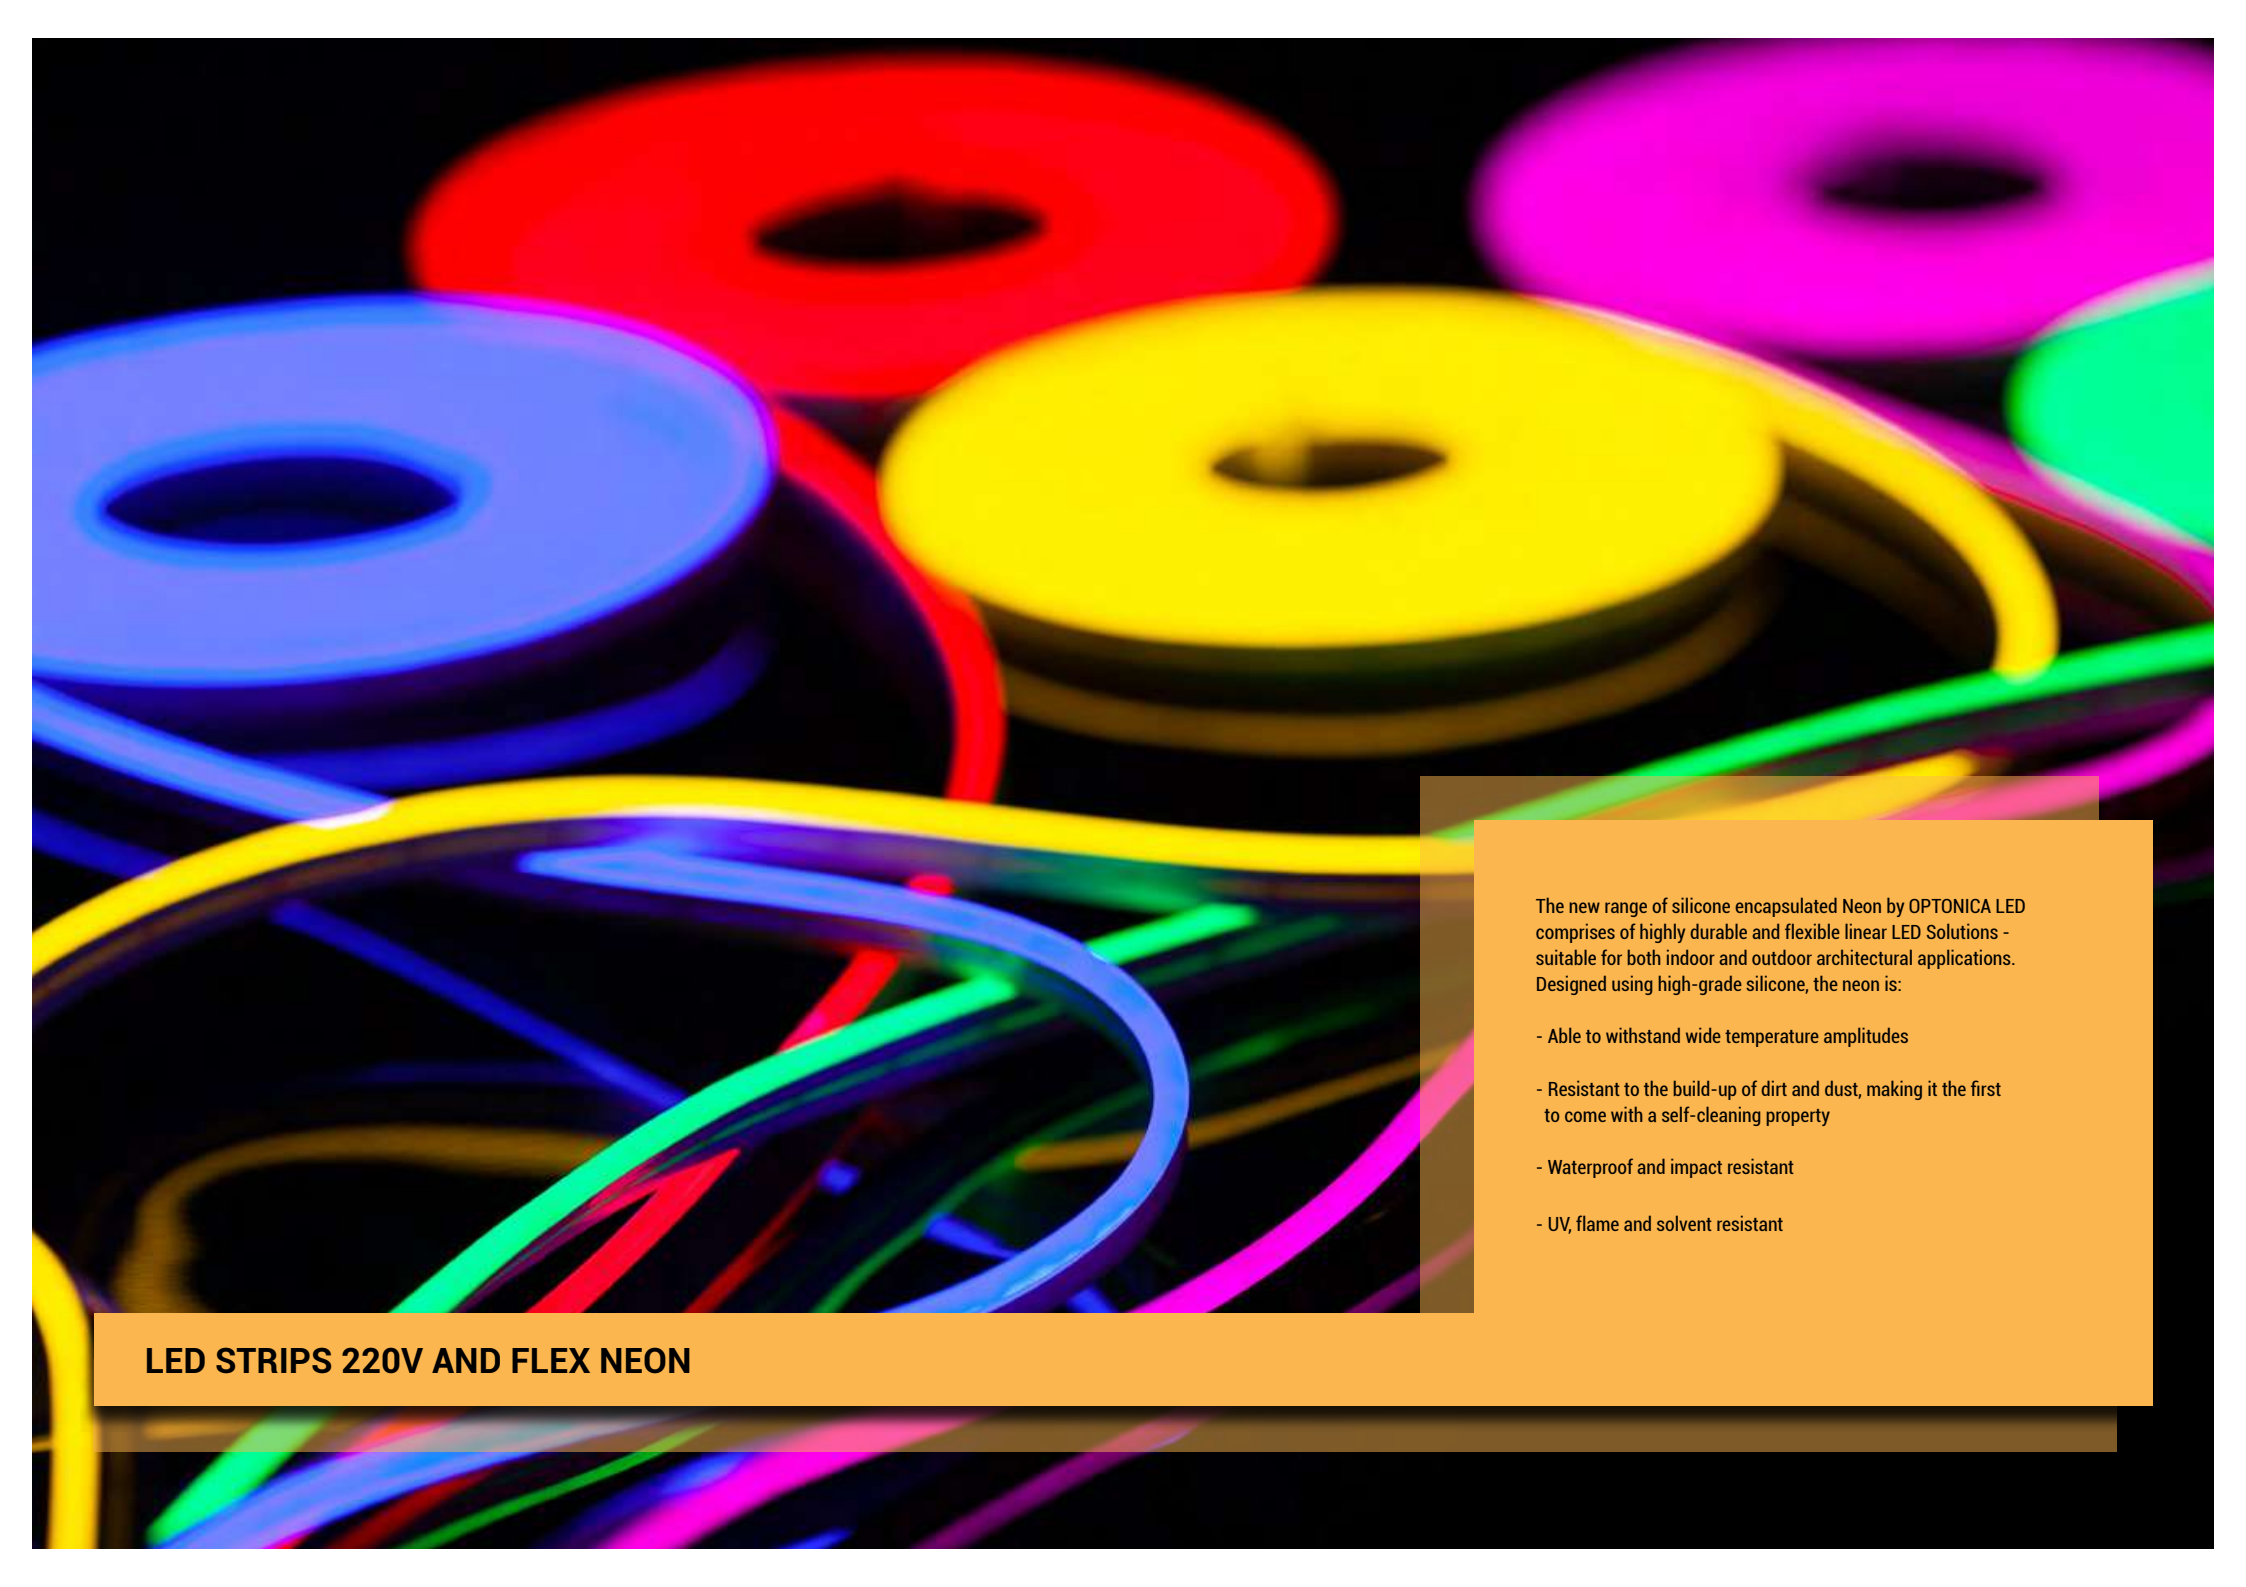 The new range of silicone encapsulated Neon by OPTONICA LED
comprises of highly durable and flexible linear LED Solutions -
suitable for both indoor and outdoor architectural applications.
Designed using high-grade silicone, the neon is:
- Able to withstand wide temperature amplitudes
- Resistant to the build-up of dirt and dust, making it the first
to come with a self-cleaning property
- Waterproof and impact resistant
- UV, flame and solvent resistant
LED STRIPS 220V AND FLEX NEON